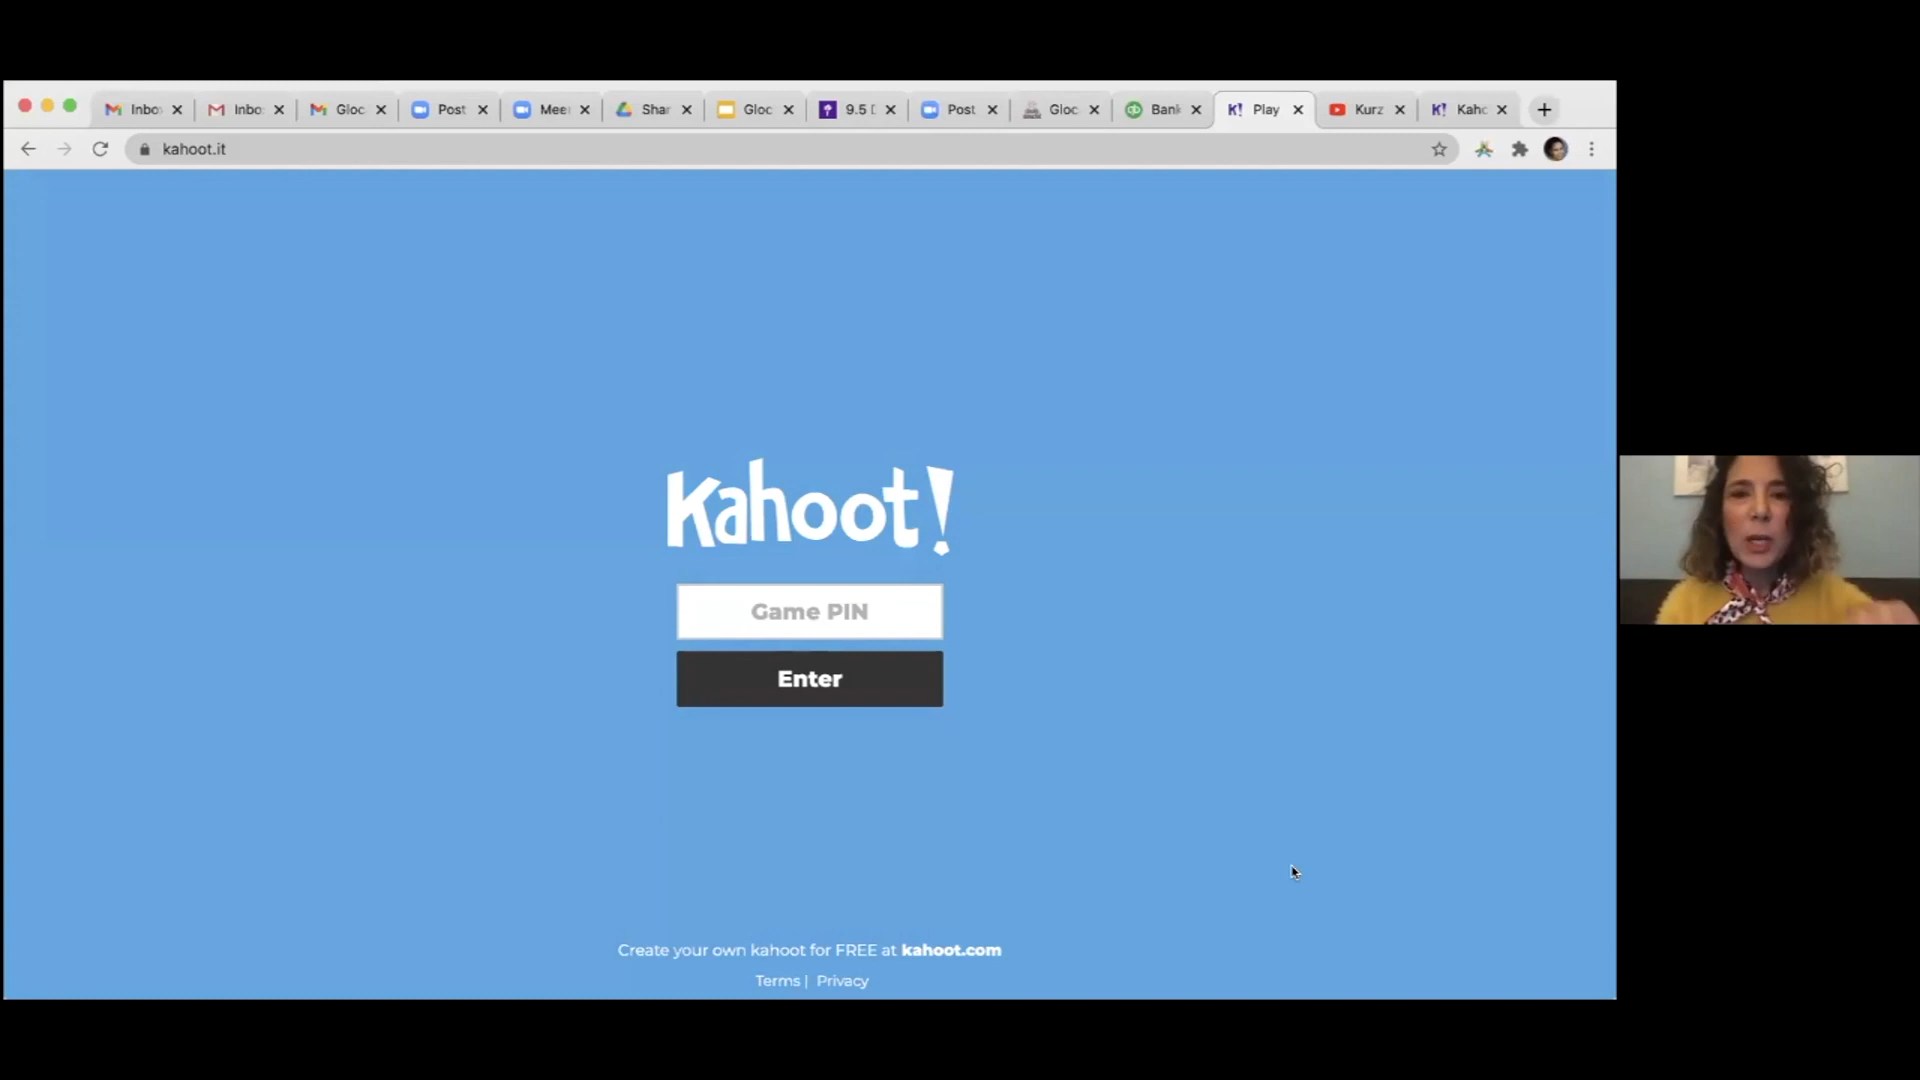 Inbo Inbo Gloc Post Mee Shar Gloc 9.5 D Post Gloc Bank K! Play Kurz K! Kaho
kahoot.it
Kahoot!
Game PIN
Enter
Create your own kahoot for FREE at kahoot.com
Terms | Privacy